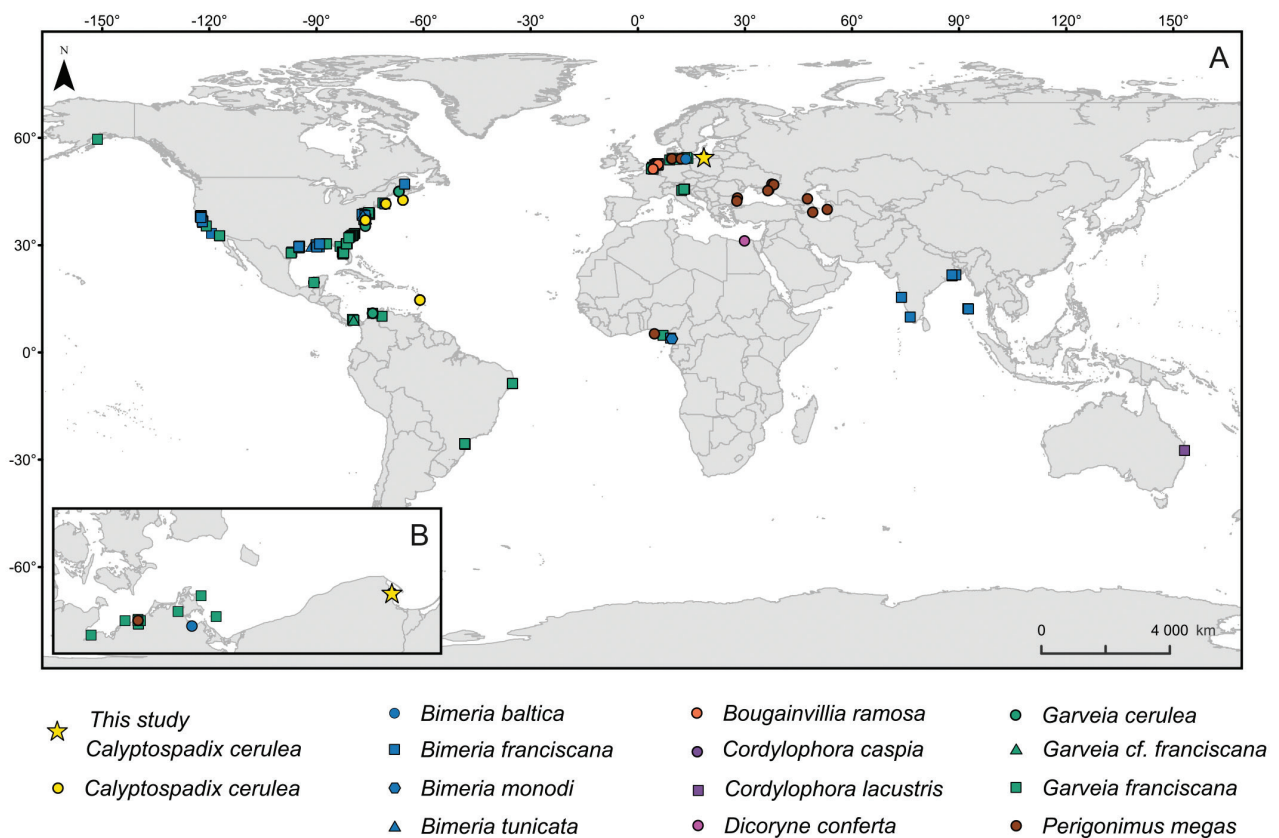 -150° -120° -90° -60° -30° 0° 30° 60° 90° 120° 150°
N
A
60°
30°
0°
-30°
-60°
B
0 4 000 km
This study
Calyptospadix cerulea
Calyptospadix cerulea
Bimeria baltica
Bimeria franciscana
Bimeria monodi
Bimeria tunicata
Bougainvillia ramosa
Cordylophora caspia
Cordylophora lacustris
Dicoryne conferta
Garveia cerulea
Garveia cf. franciscana
Garveia franciscana
Perigonimus megas